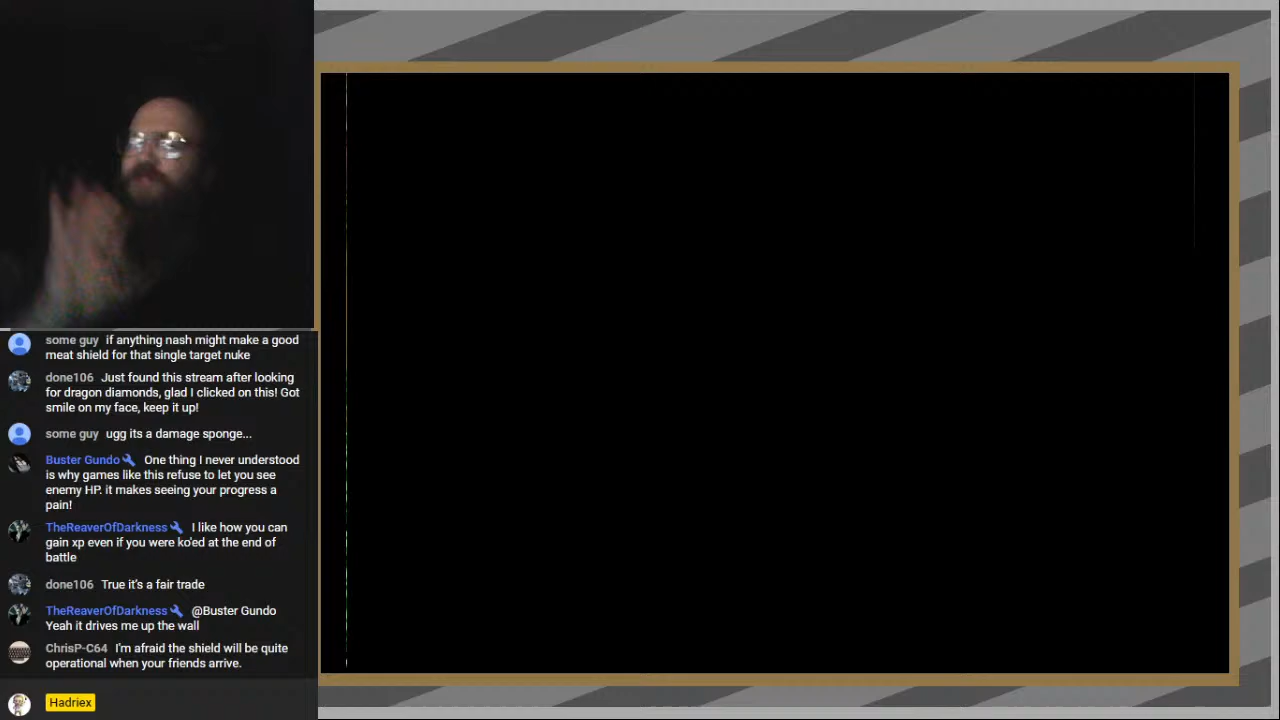 some guy if anything nash might make a good
meat shield for that single target nuke
done106 Just found this stream after looking
for dragon diamonds, glad I clicked on this! Got
smile on my face, keep it up!
some guy ugg its a damage sponge...
Buster Gundo One thing I never understood
is why games like this refuse to let you see
enemy HP. it makes seeing your progress a
pain!
TheReaverOfDarkness I like how you can
gain xp even if you were ko'ed at the end of
battle
done106 True it's a fair trade
TheReaverOfDarkness @Buster Gundo
Yeah it drives me up the wall
ChrisP-C64 I'm afraid the shield will be quite
operational when your friends arrive.
Hadriex